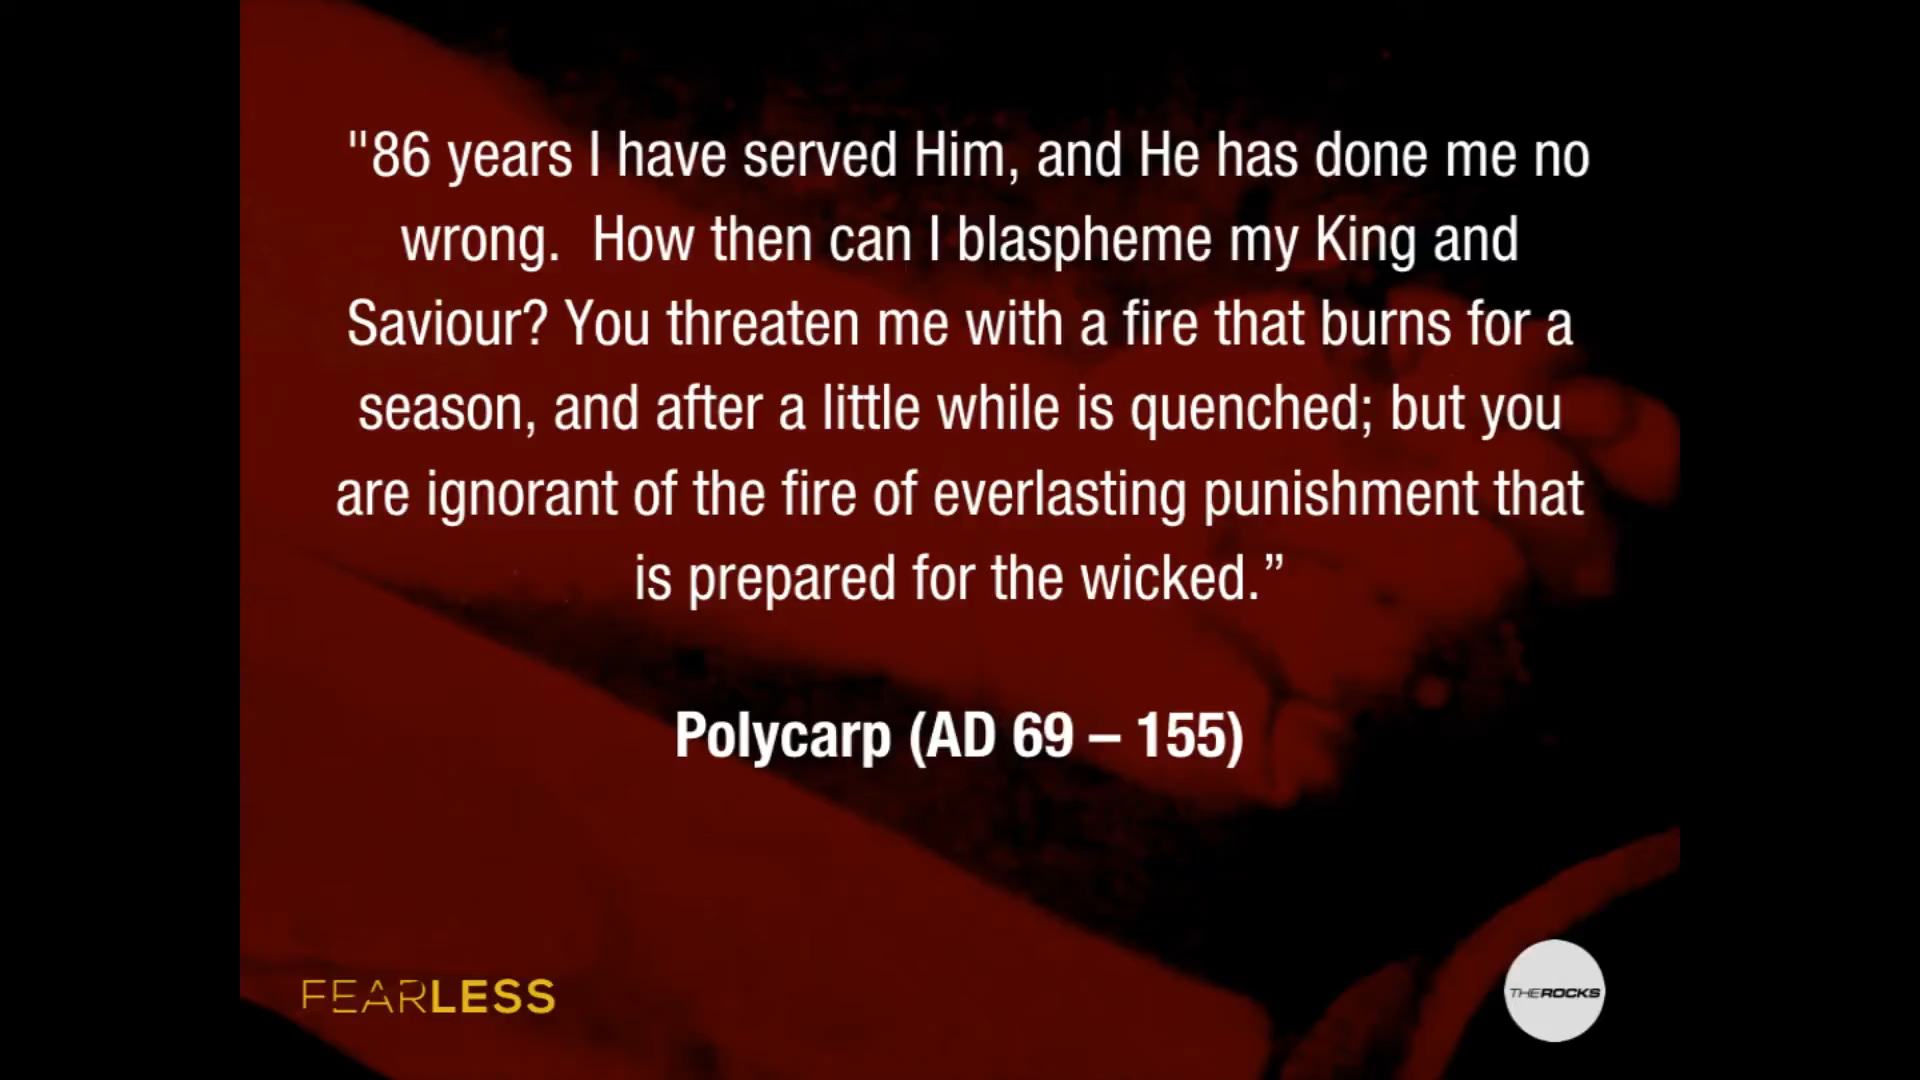 "86 years I have served Him, and He has done me no
wrong.  How then can I blaspheme my King and
Saviour? You threaten me with a fire that burns for a
season, and after a little while is quenched; but you
are ignorant of the fire of everlasting punishment that
is prepared for the wicked.”
Polycarp (AD 69 – 155)
FEARLESS
THEROCKS